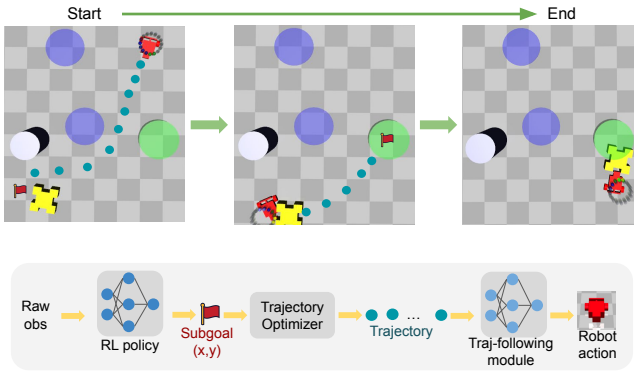 Start
End
Raw
obs
RL policy
Subgoal
(x,y)
Trajectory
Optimizer
...
Trajectory
Traj-following
module
Robot
action